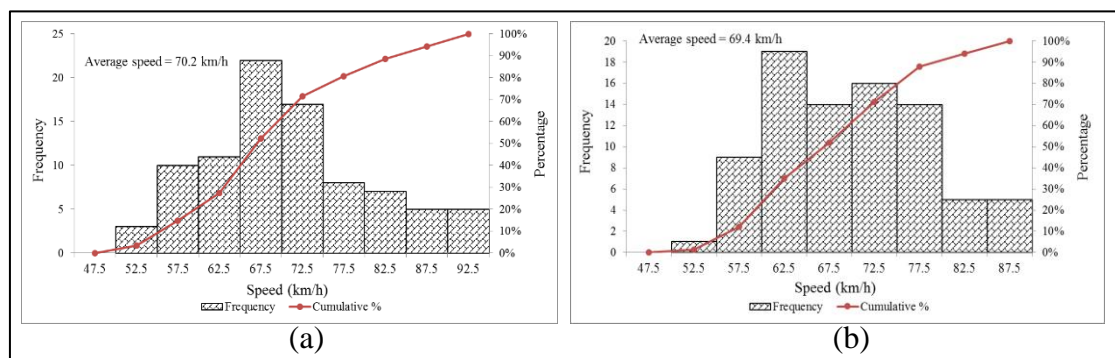 25
20
15
10
5
0
Frequency
Average speed = 70.2 km/h
100%
90%
80%
70%
60%
50%
40%
30%
20%
10%
0%
Percentage
47.5 52.5 57.5 62.5 67.5 72.5 77.5 82.5 87.5 92.5
Speed (km/h)
Frequency Cumulative %
(a)
20
18
16
14
12
10
8
6
4
2
0
Frequency
Average speed = 69.4 km/h
100%
90%
80%
70%
60%
50%
40%
30%
20%
10%
0%
Percentage
47.5 52.5 57.5 62.5 67.5 72.5 77.5 82.5 87.5
Speed (km/h)
Frequency Cumulative %
(b)